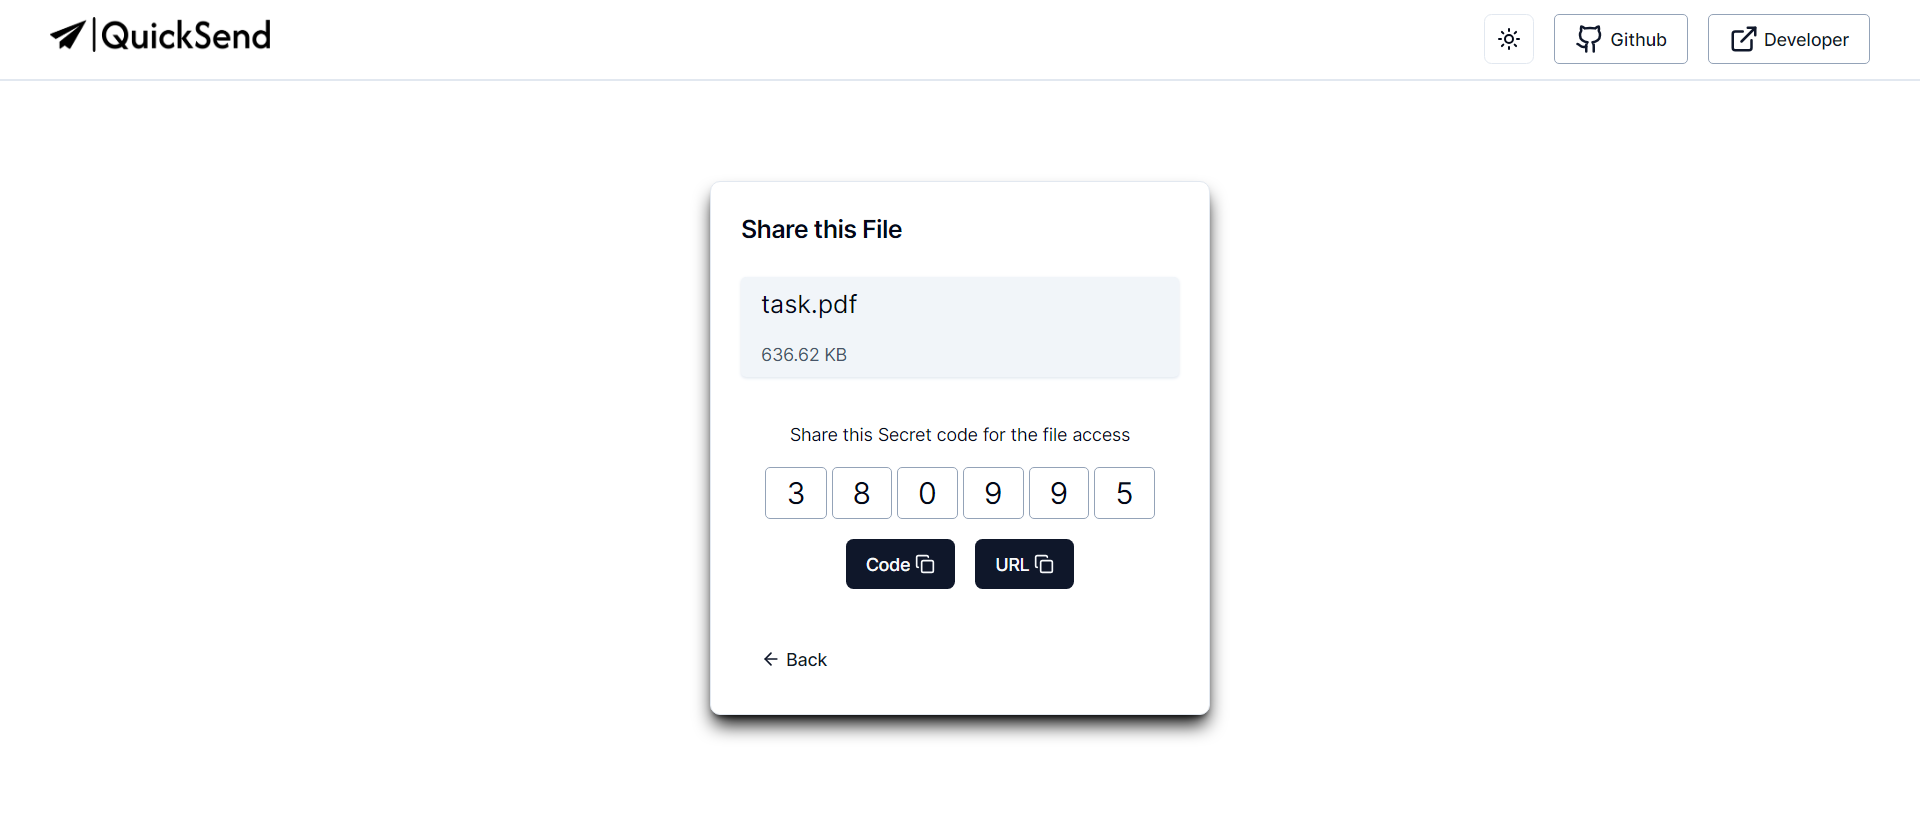 QuickSend
Github
Developer
Share this File
task.pdf
636.62 KB
Share this Secret code for the file access
3 8 0 9 9 5
Code URL
Back